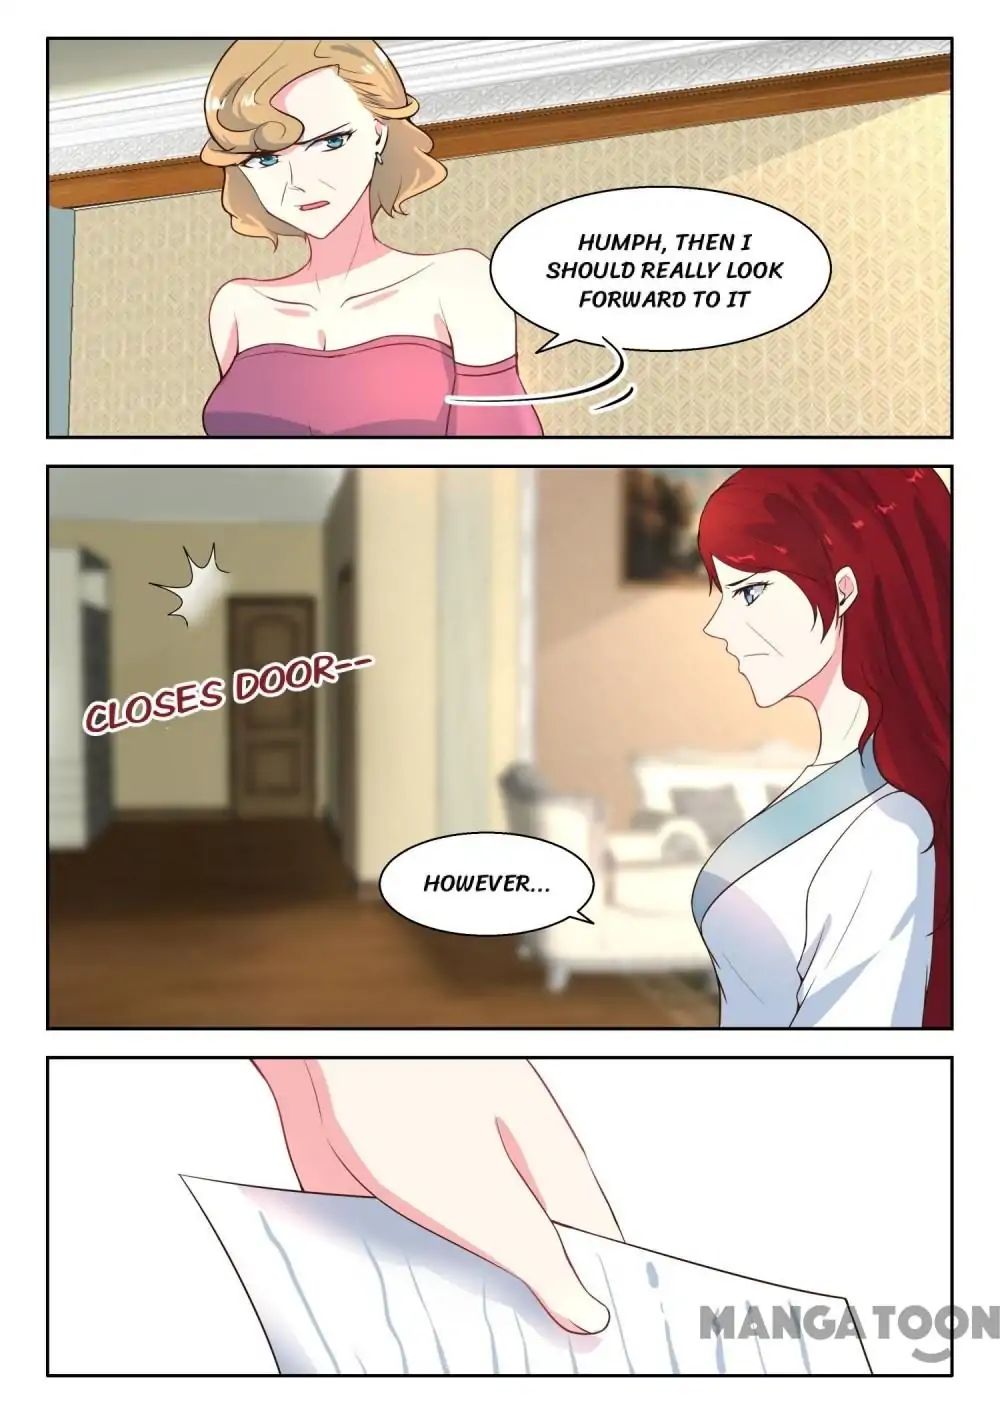 HUMPH, THEN I
SHOULD REALLY LOOK
FORWARD TO IT
CLOSES DOOR--
HOWEVER...
MANGATOON